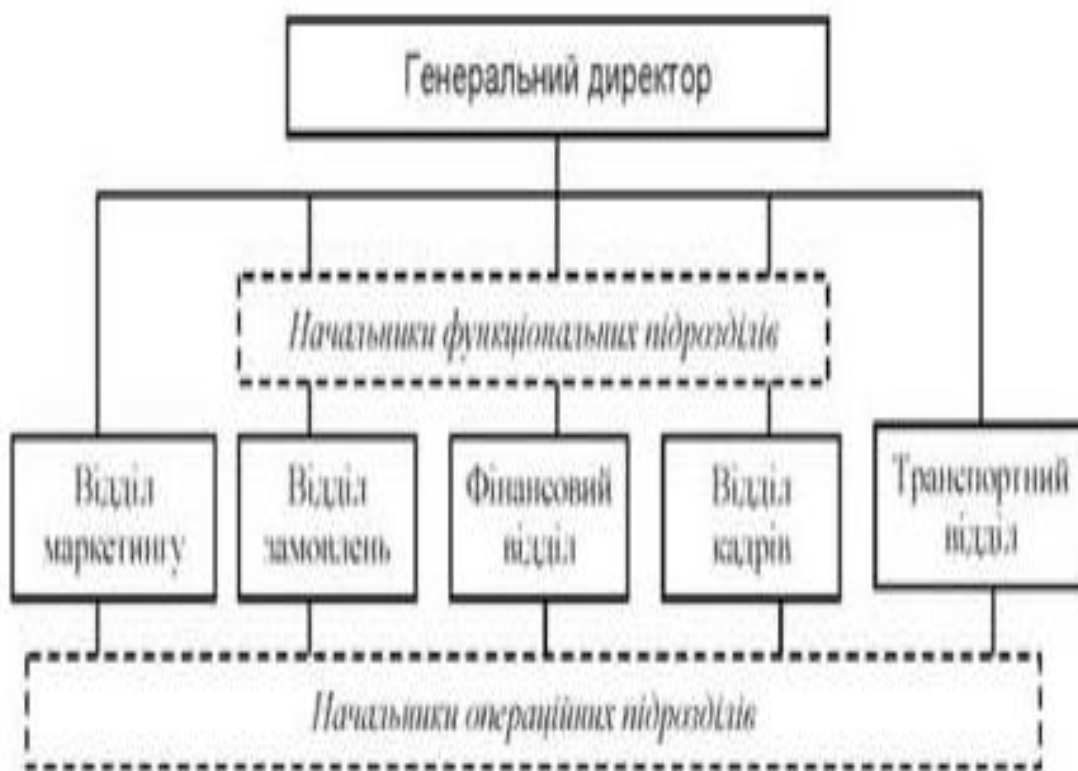 Генеральний директор
Начальники функціональних підрозділів
Відділ
маркетингу
Відділ
замовлень
Фінансовий
відділ
Відділ
кадрів
Транспортний
відділ
Начальники операційних підрозділів